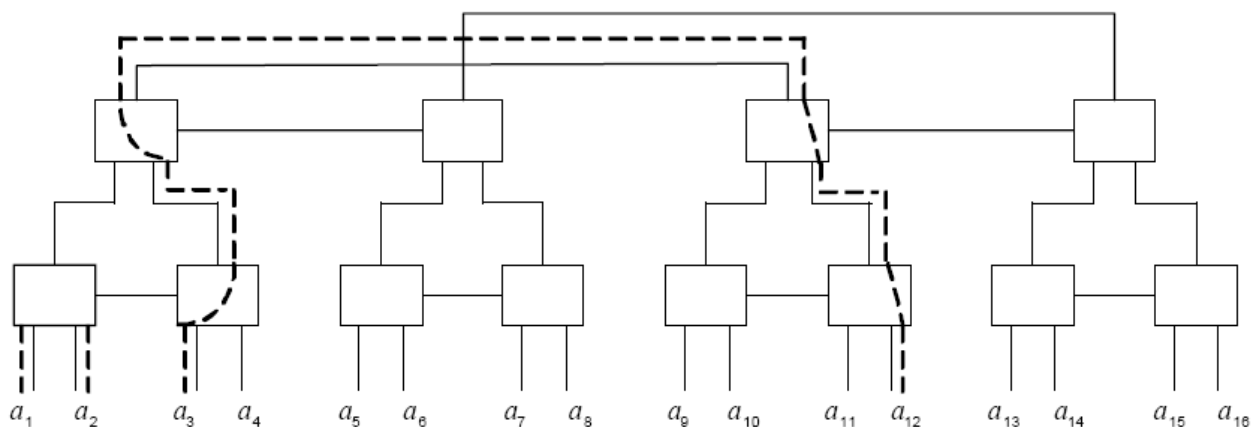 a₁ a₂ a₃ a₄ a₅ a₆ a₇ a₈ a₉ a₁₀ a₁₁ a₁₂ a₁₃ a₁₄ a₁₅ a₁₆